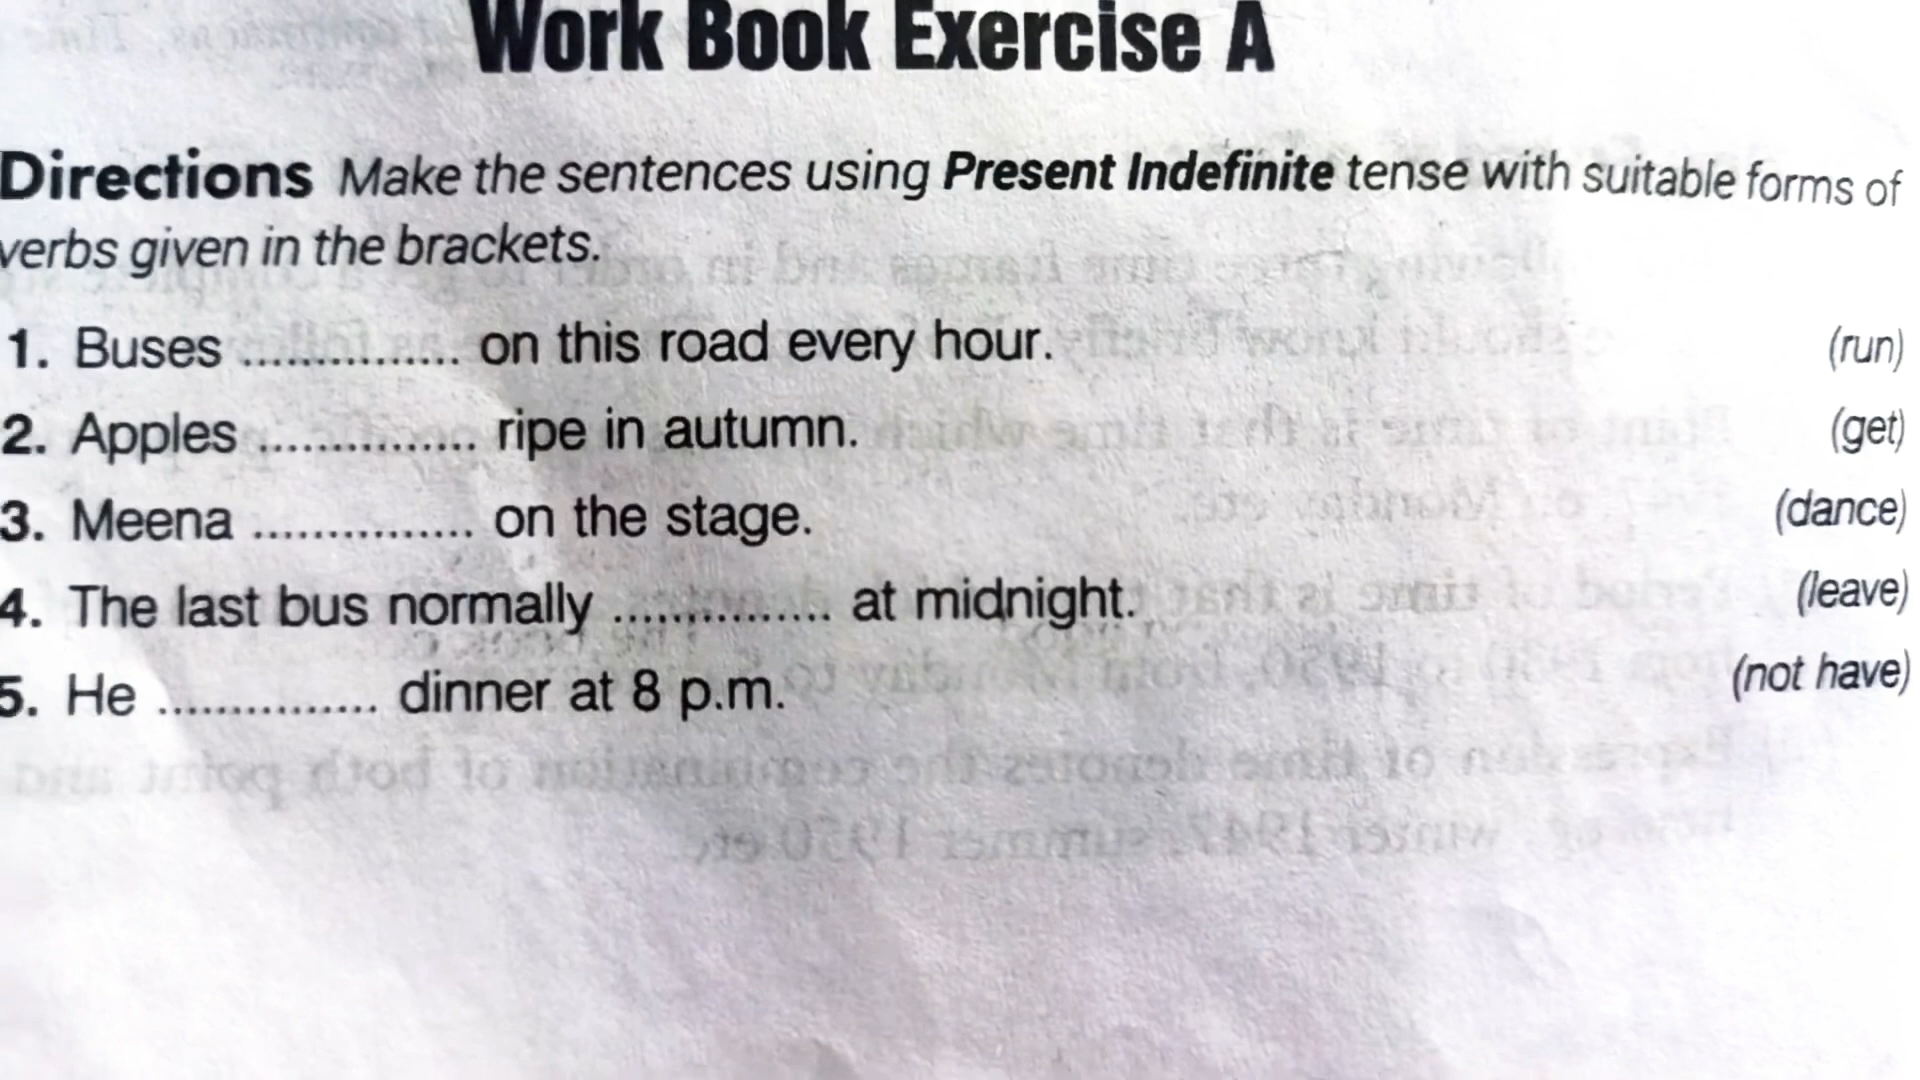 Work Book Exercise A
Directions Make the sentences using Present Indefinite tense with suitable forms of
verbs given in the brackets.
1. Buses ............... on this road every hour. (run)
2. Apples ............... ripe in autumn. (get)
3. Meena ............... on the stage. (dance)
4. The last bus normally ............... at midnight. (leave)
5. He ............... dinner at 8 p.m. (not have)